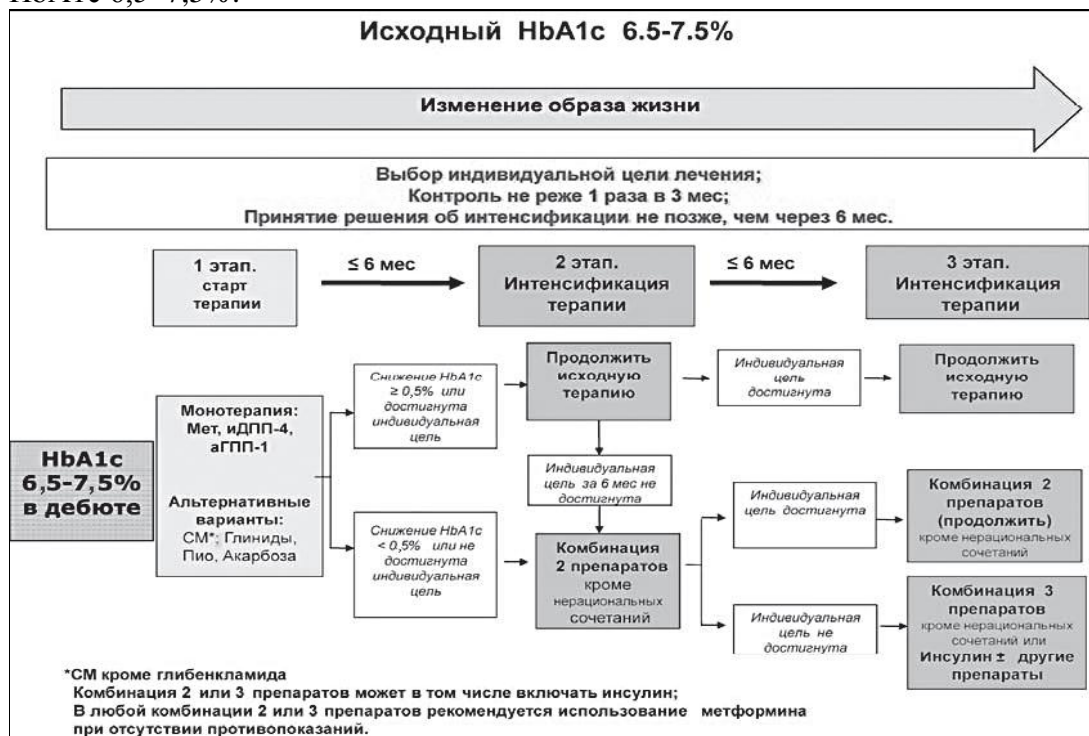 HbA1c 6,5–7,5%:
Исходный HbA1c 6.5-7.5%
Изменение образа жизни
Выбор индивидуальной цели лечения;
Контроль не реже 1 раза в 3 мес;
Принятие решения об интенсификации не позже, чем через 6 мес.
1 этап.
старт
терапии
≤ 6 мес
2 этап.
Интенсификация
терапии
≤ 6 мес
3 этап.
Интенсификация
терапии
HbA1c
6,5-7,5%
в дебюте
Монотерапия:
Мет, иДПП-4,
аГПП-1
Альтернативные
варианты:
СМ*; Глиниды,
Пио, Акарбоза
Снижение HbA1c
≥ 0,5% или
достигнута
индивидуальная
цель
Снижение HbA1c
< 0,5% или не
достигнута
индивидуальная
цель
Продолжить
исходную
терапию
Индивидуальная
цель за 6 мес не
достигнута
Комбинация
2 препаратов
кроме
нерациональных
сочетаний
Индивидуальная
цель
достигнута
Продолжить
исходную
терапию
Индивидуальная
цель достигнута
Комбинация 2
препаратов
(продолжить)
кроме нерациональных
сочетаний
Индивидуальная
цель не
достигнута
Комбинация 3
препаратов
кроме нерациональных
сочетаний или
Инсулин ± другие
препараты
*СМ кроме глибенкламида
Комбинация 2 или 3 препаратов может в том числе включать инсулин;
В любой комбинации 2 или 3 препаратов рекомендуется использование метформина
при отсутствии противопоказаний.